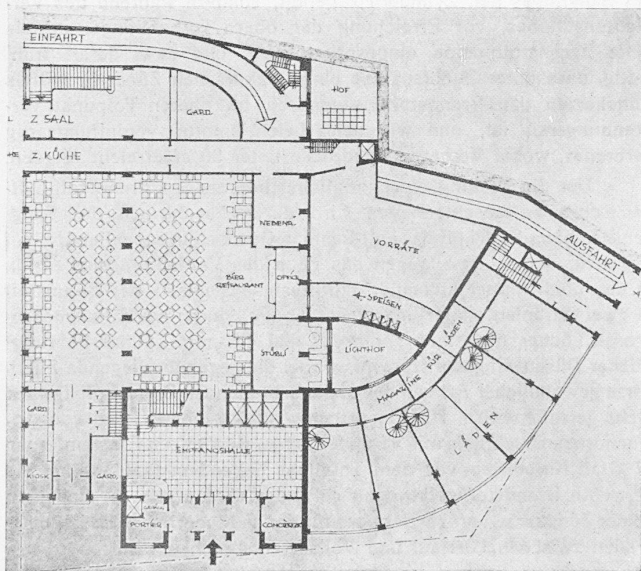 EINFAHRT
HOF
Z SAAL
GARD.
Z. KÜCHE
AUSFAHRT
VORRÄTE
NEBENR.
BIER
RESTAURANT
OFFICE
SPEISEN
STÜBLI
LICHTHOF
MAGAZINE FÜR LÄDEN
LÄDEN
GARD.
KIOSK
GARD.
EMPFANGSHALLE
PORTIER
CONCIERGE